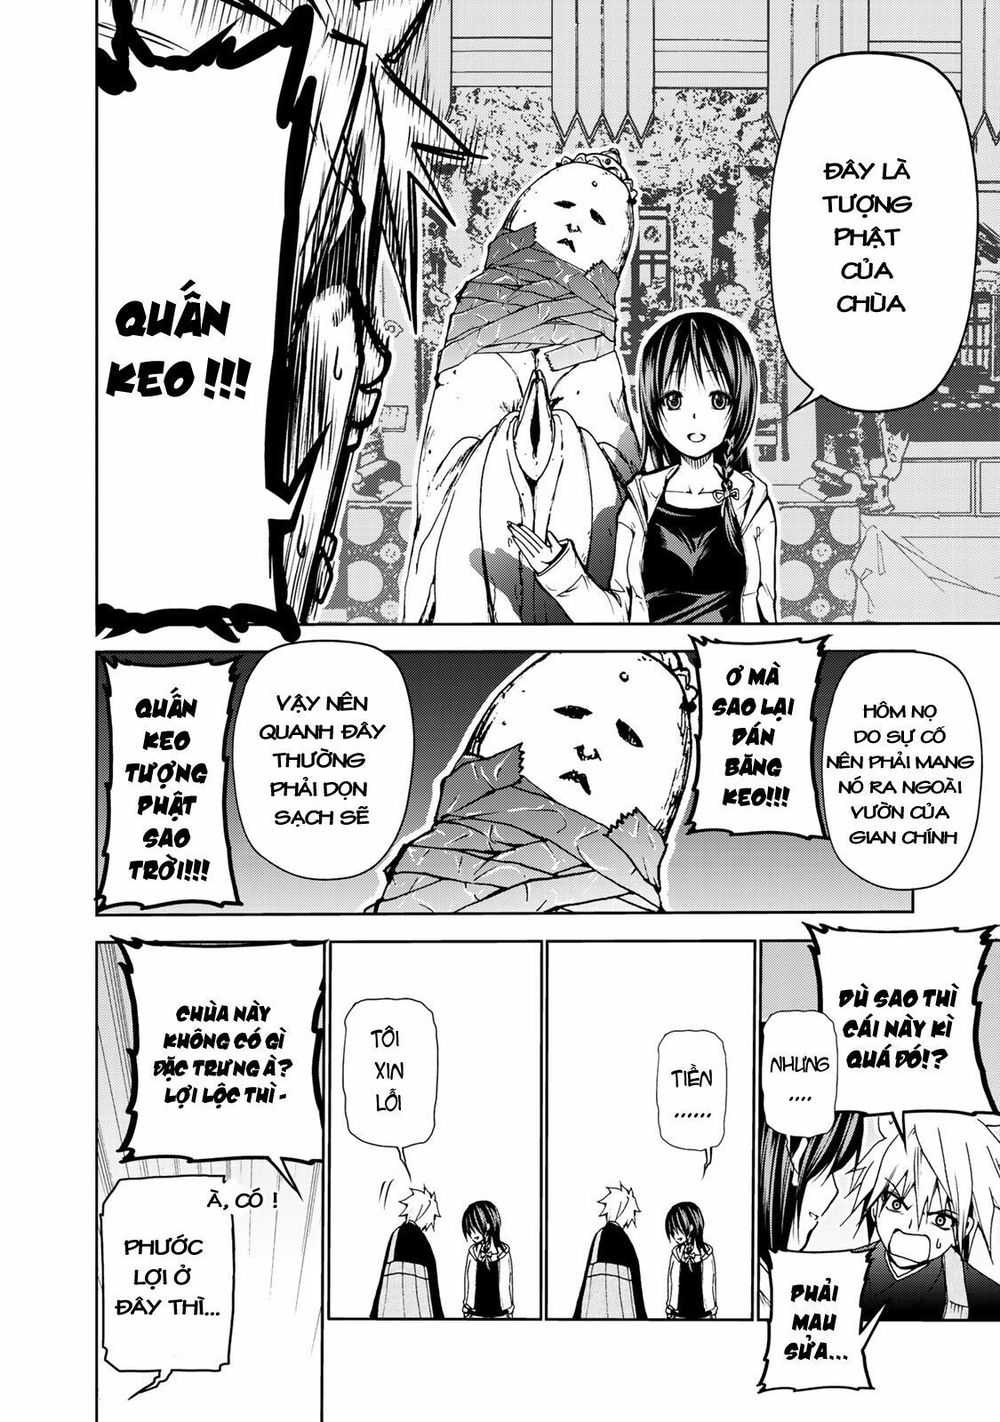 ĐÂY LÀ
TƯỢNG
PHẬT
CỦA
CHÙA
QUẤN
KEO !!!
HÔM NỌ
DO SỰ CỐ
NÊN PHẢI MANG
NÓ RA NGOÀI
VƯỜN CỦA
GIAN CHÍNH
Ơ MÀ
SAO LẠI
DÁN
BĂNG
KEO!!!
VẬY NÊN
QUANH ĐÂY
THƯỜNG
PHẢI DỌN
SẠCH SẼ
QUẤN
KEO
TƯỢNG
PHẬT
SAO
TRỜI!!!
DÙ SAO THÌ
CÁI NÀY KÌ
QUÁ ĐÓ!?
NHƯNG
....
PHẢI
MAU
SỬA...
TIỀN
......
TÔI
XIN
LỖI
CHÙA NÀY
KHÔNG CÓ GÌ
ĐẶC TRƯNG À?
LỢI LỘC THÌ -
À, CÓ !
PHƯỚC
LỢI Ở
ĐÂY THÌ...